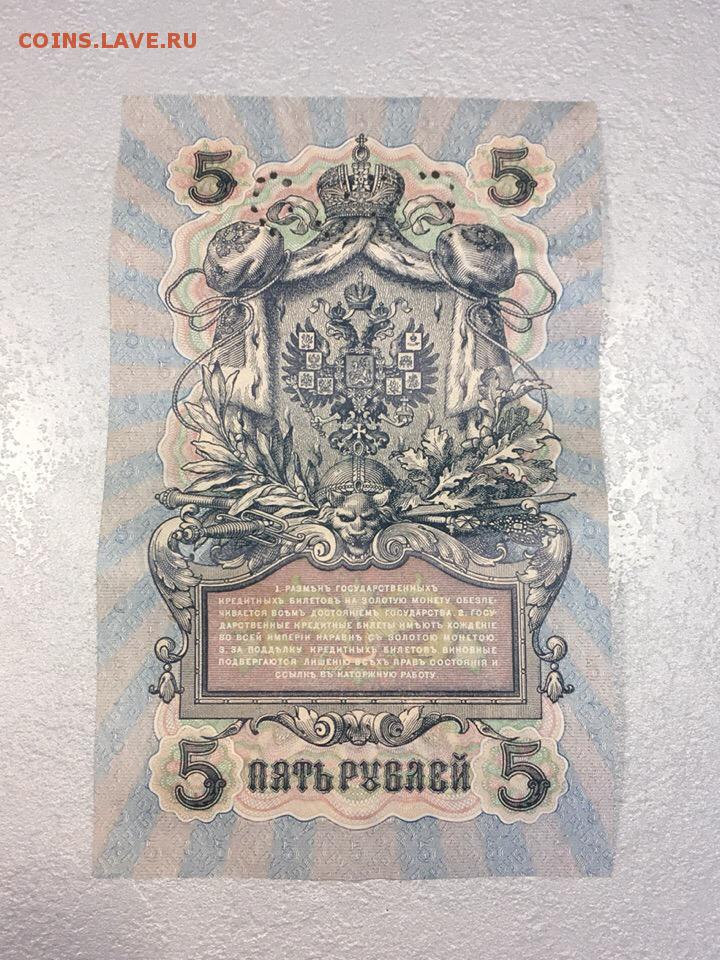 COINS.LAVE.RU
5 5
1. РАЗМѢНЪ ГОСУДАРСТВЕННЫХЪ
КРЕДИТНЫХЪ БИЛЕТОВЪ НА ЗОЛОТУЮ МОНЕТУ ОБЕЗПЕ-
ЧИВАЕТСЯ ВСѢМЪ ДОСТОЯНІЕМЪ ГОСУДАРСТВА. 2. ГОСУ-
ДАРСТВЕННЫЕ КРЕДИТНЫЕ БИЛЕТЫ ИМѢЮТЪ ХОЖДЕНІЕ
ВО ВСЕЙ ИМПЕРІИ НАРАВНѢ СЪ ЗОЛОТОЮ МОНЕТОЮ.
3. ЗА ПОДДѢЛКУ КРЕДИТНЫХЪ БИЛЕТОВЪ ВИНОВНЫЕ
ПОДВЕРГАЮТСЯ ЛИШЕНІЮ ВСѢХЪ ПРАВЪ СОСТОЯНІЯ И
ССЫЛКѢ ВЪ КАТОРЖНУЮ РАБОТУ.
5 ПЯТЬ РУБЛЕЙ 5